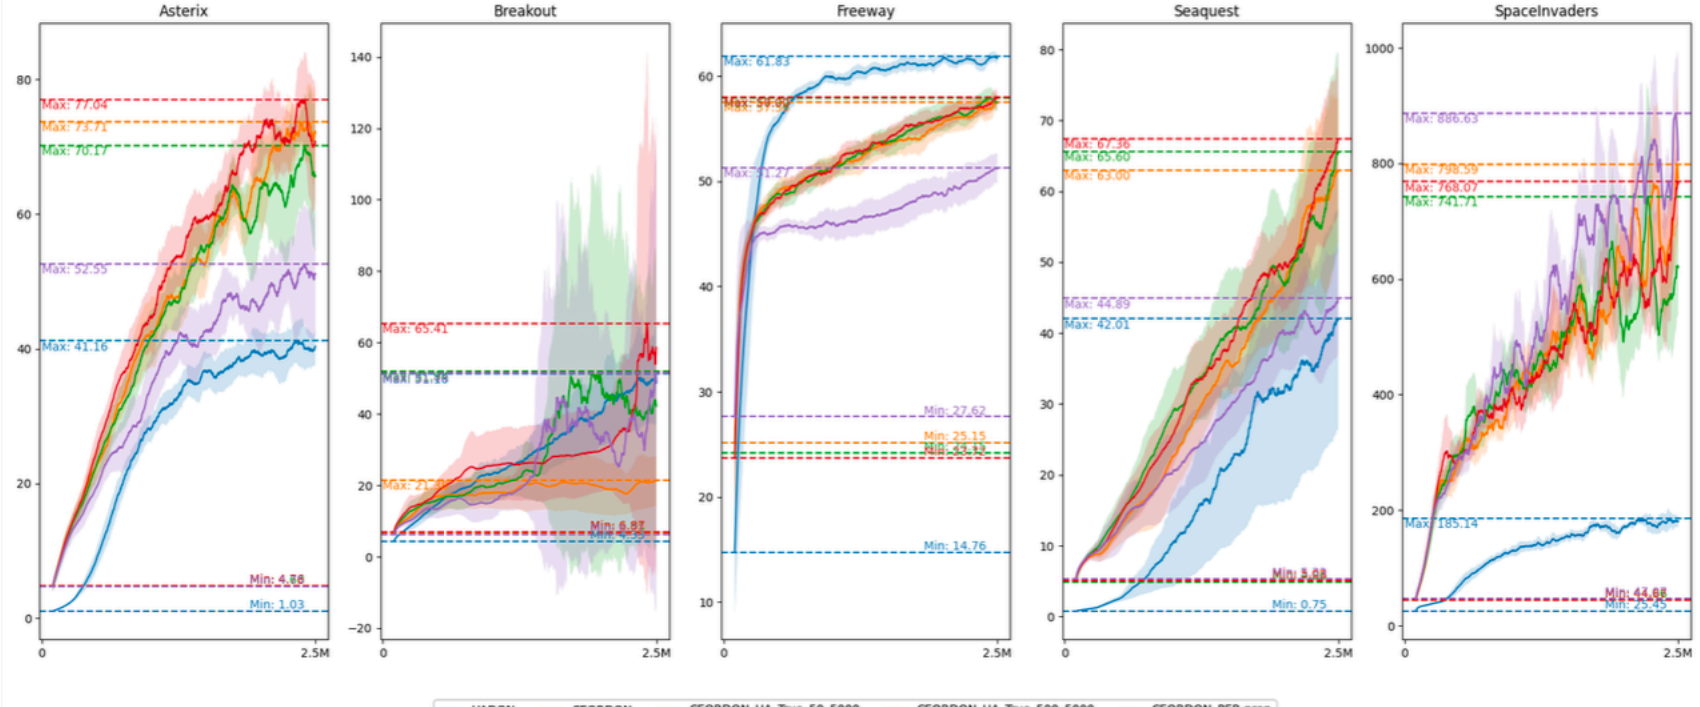 Asterix
Breakout
Freeway
Seaquest
SpaceInvaders
80
60
40
20
0
Max: 77.04
Max: 73.71
Max: 70.17
Max: 52.55
Max: 41.16
Min: 1.03
0
2.5M
140
120
100
80
60
40
20
0
−20
Max: 65.41
0
2.5M
60
50
40
30
20
10
Max: 61.83
Max: 51.27
Min: 27.62
Min: 25.15
Min: 14.76
0
2.5M
80
70
60
50
40
30
20
10
0
Max: 67.36
Max: 65.60
Max: 63.00
Max: 44.89
Max: 42.01
Min: 0.75
0
2.5M
1000
800
600
400
200
0
Max: 886.63
Max: 798.59
Max: 768.07
Max: 741.71
Max: 185.14
Min: 25.45
0
2.5M